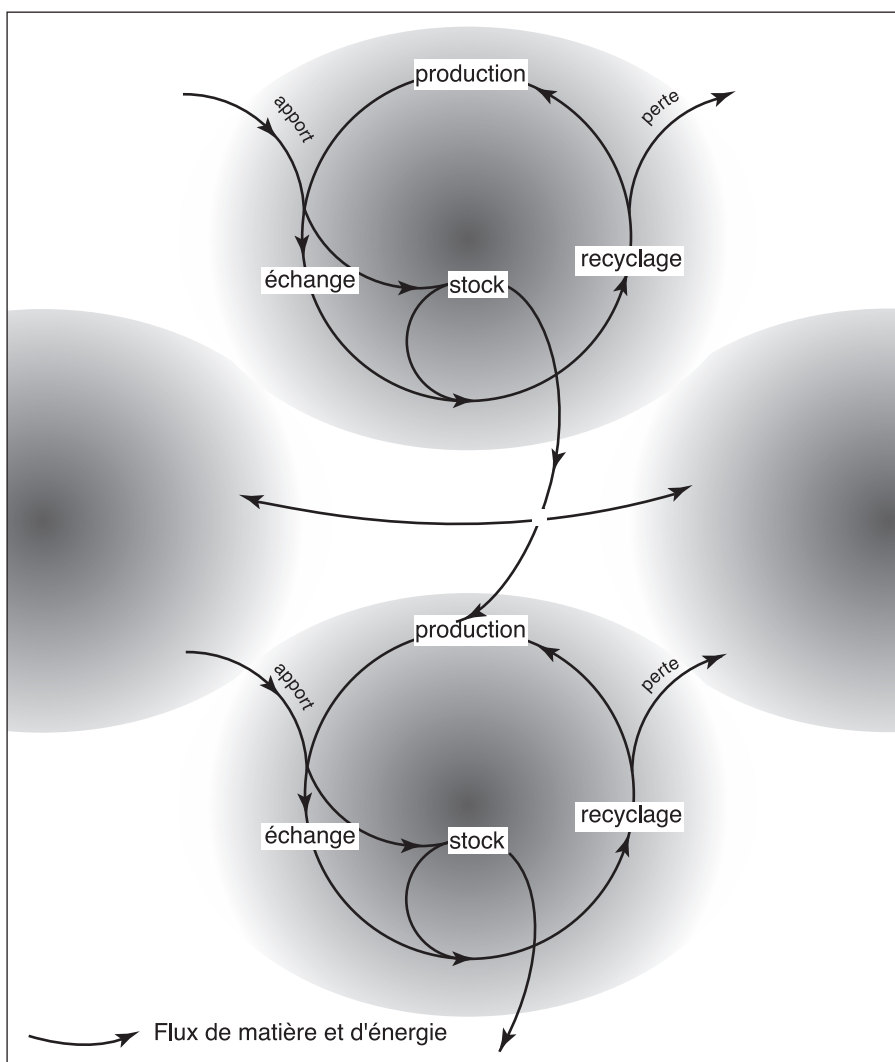 production
apport
perte
échange
stock
recyclage
production
apport
perte
échange
stock
recyclage
Flux de matière et d'énergie